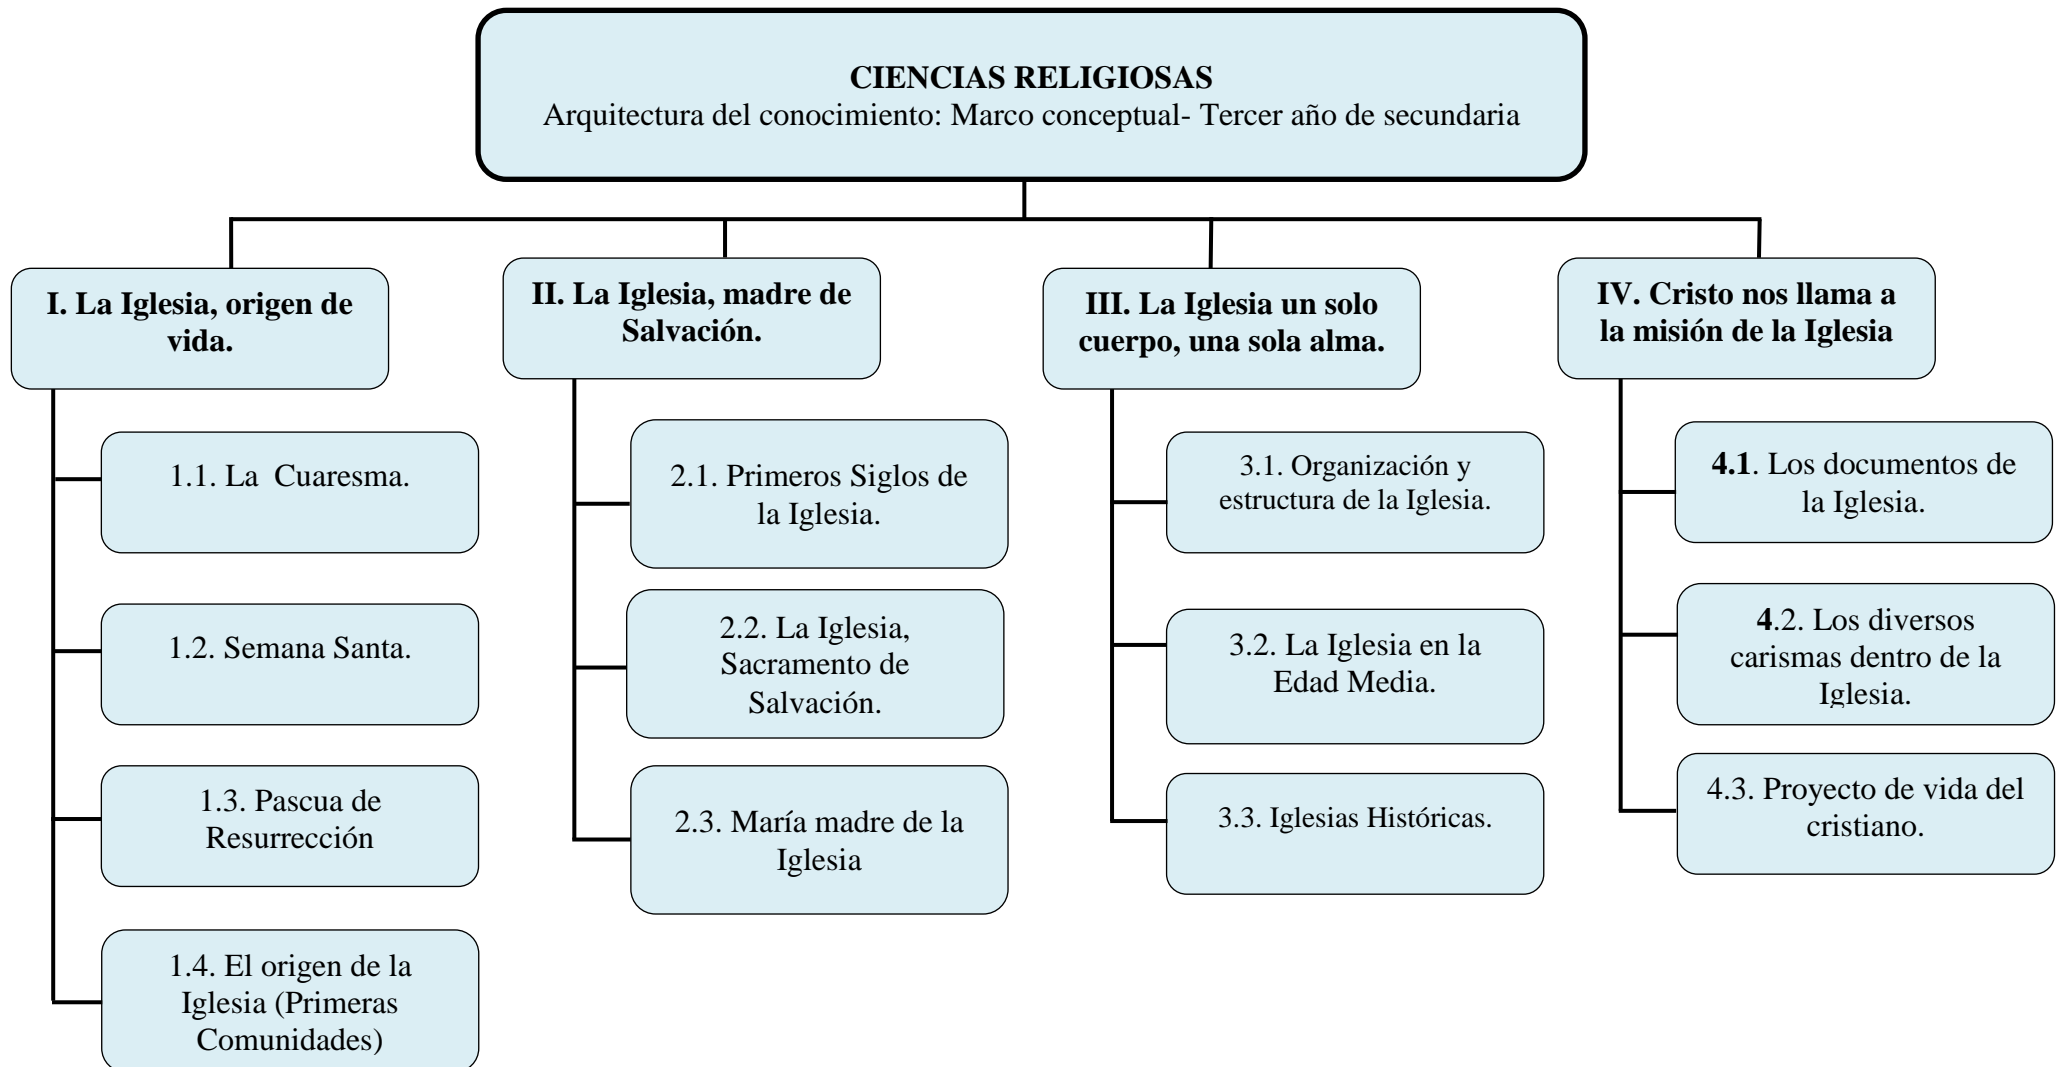 CIENCIAS RELIGIOSAS
Arquitectura del conocimiento: Marco conceptual- Tercer año de secundaria
I. La Iglesia, origen de
vida.
1.1. La  Cuaresma.
1.2. Semana Santa.
1.3. Pascua de
Resurrección
1.4. El origen de la
Iglesia (Primeras
Comunidades)
II. La Iglesia, madre de
Salvación.
2.1. Primeros Siglos de
la Iglesia.
2.2. La Iglesia,
Sacramento de
Salvación.
2.3. María madre de la
Iglesia
III. La Iglesia un solo
cuerpo, una sola alma.
3.1. Organización y
estructura de la Iglesia.
3.2. La Iglesia en la
Edad Media.
3.3. Iglesias Históricas.
IV. Cristo nos llama a
la misión de la Iglesia
4.1. Los documentos de
la Iglesia.
4.2. Los diversos
carismas dentro de la
Iglesia.
4.3. Proyecto de vida del
cristiano.